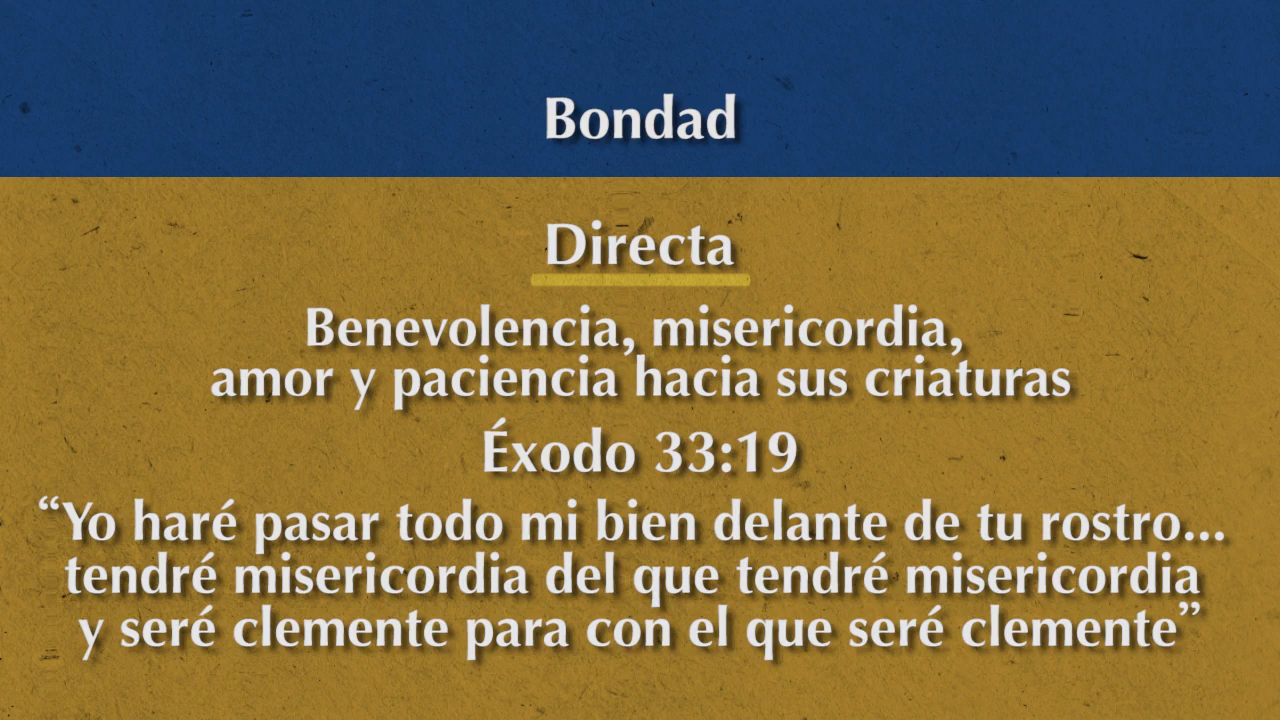 Bondad
Directa
Benevolencia, misericordia,
amor y paciencia hacia sus criaturas
Éxodo 33:19
“Yo haré pasar todo mi bien delante de tu rostro...
tendré misericordia del que tendré misericordia
y seré clemente para con el que seré clemente”